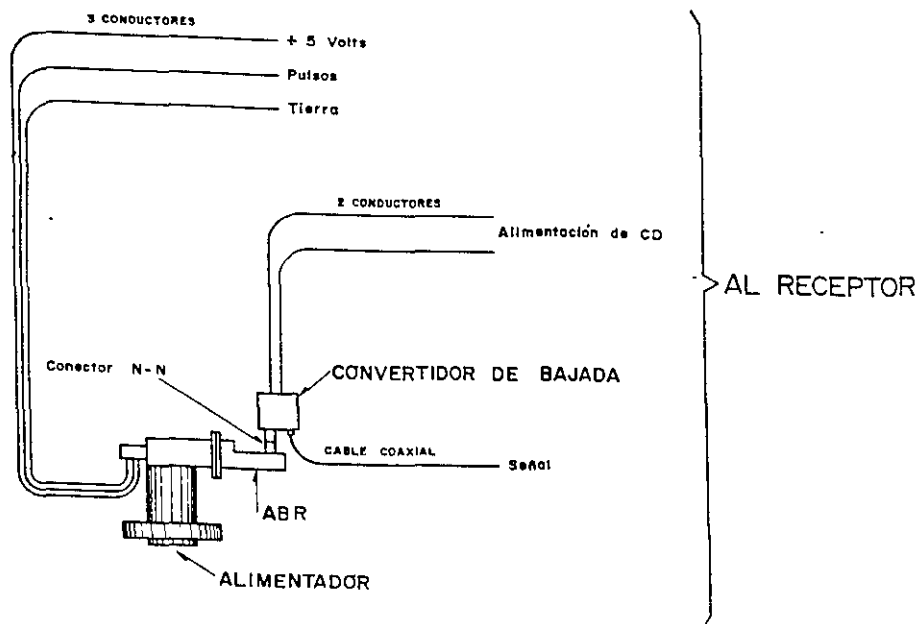 3 CONDUCTORES
+ 5 Volts
Pulsos
Tierra
2 CONDUCTORES
Alimentación de CD
AL RECEPTOR
Conector N-N
CONVERTIDOR DE BAJADA
CABLE COAXIAL
Señal
ABR
ALIMENTADOR